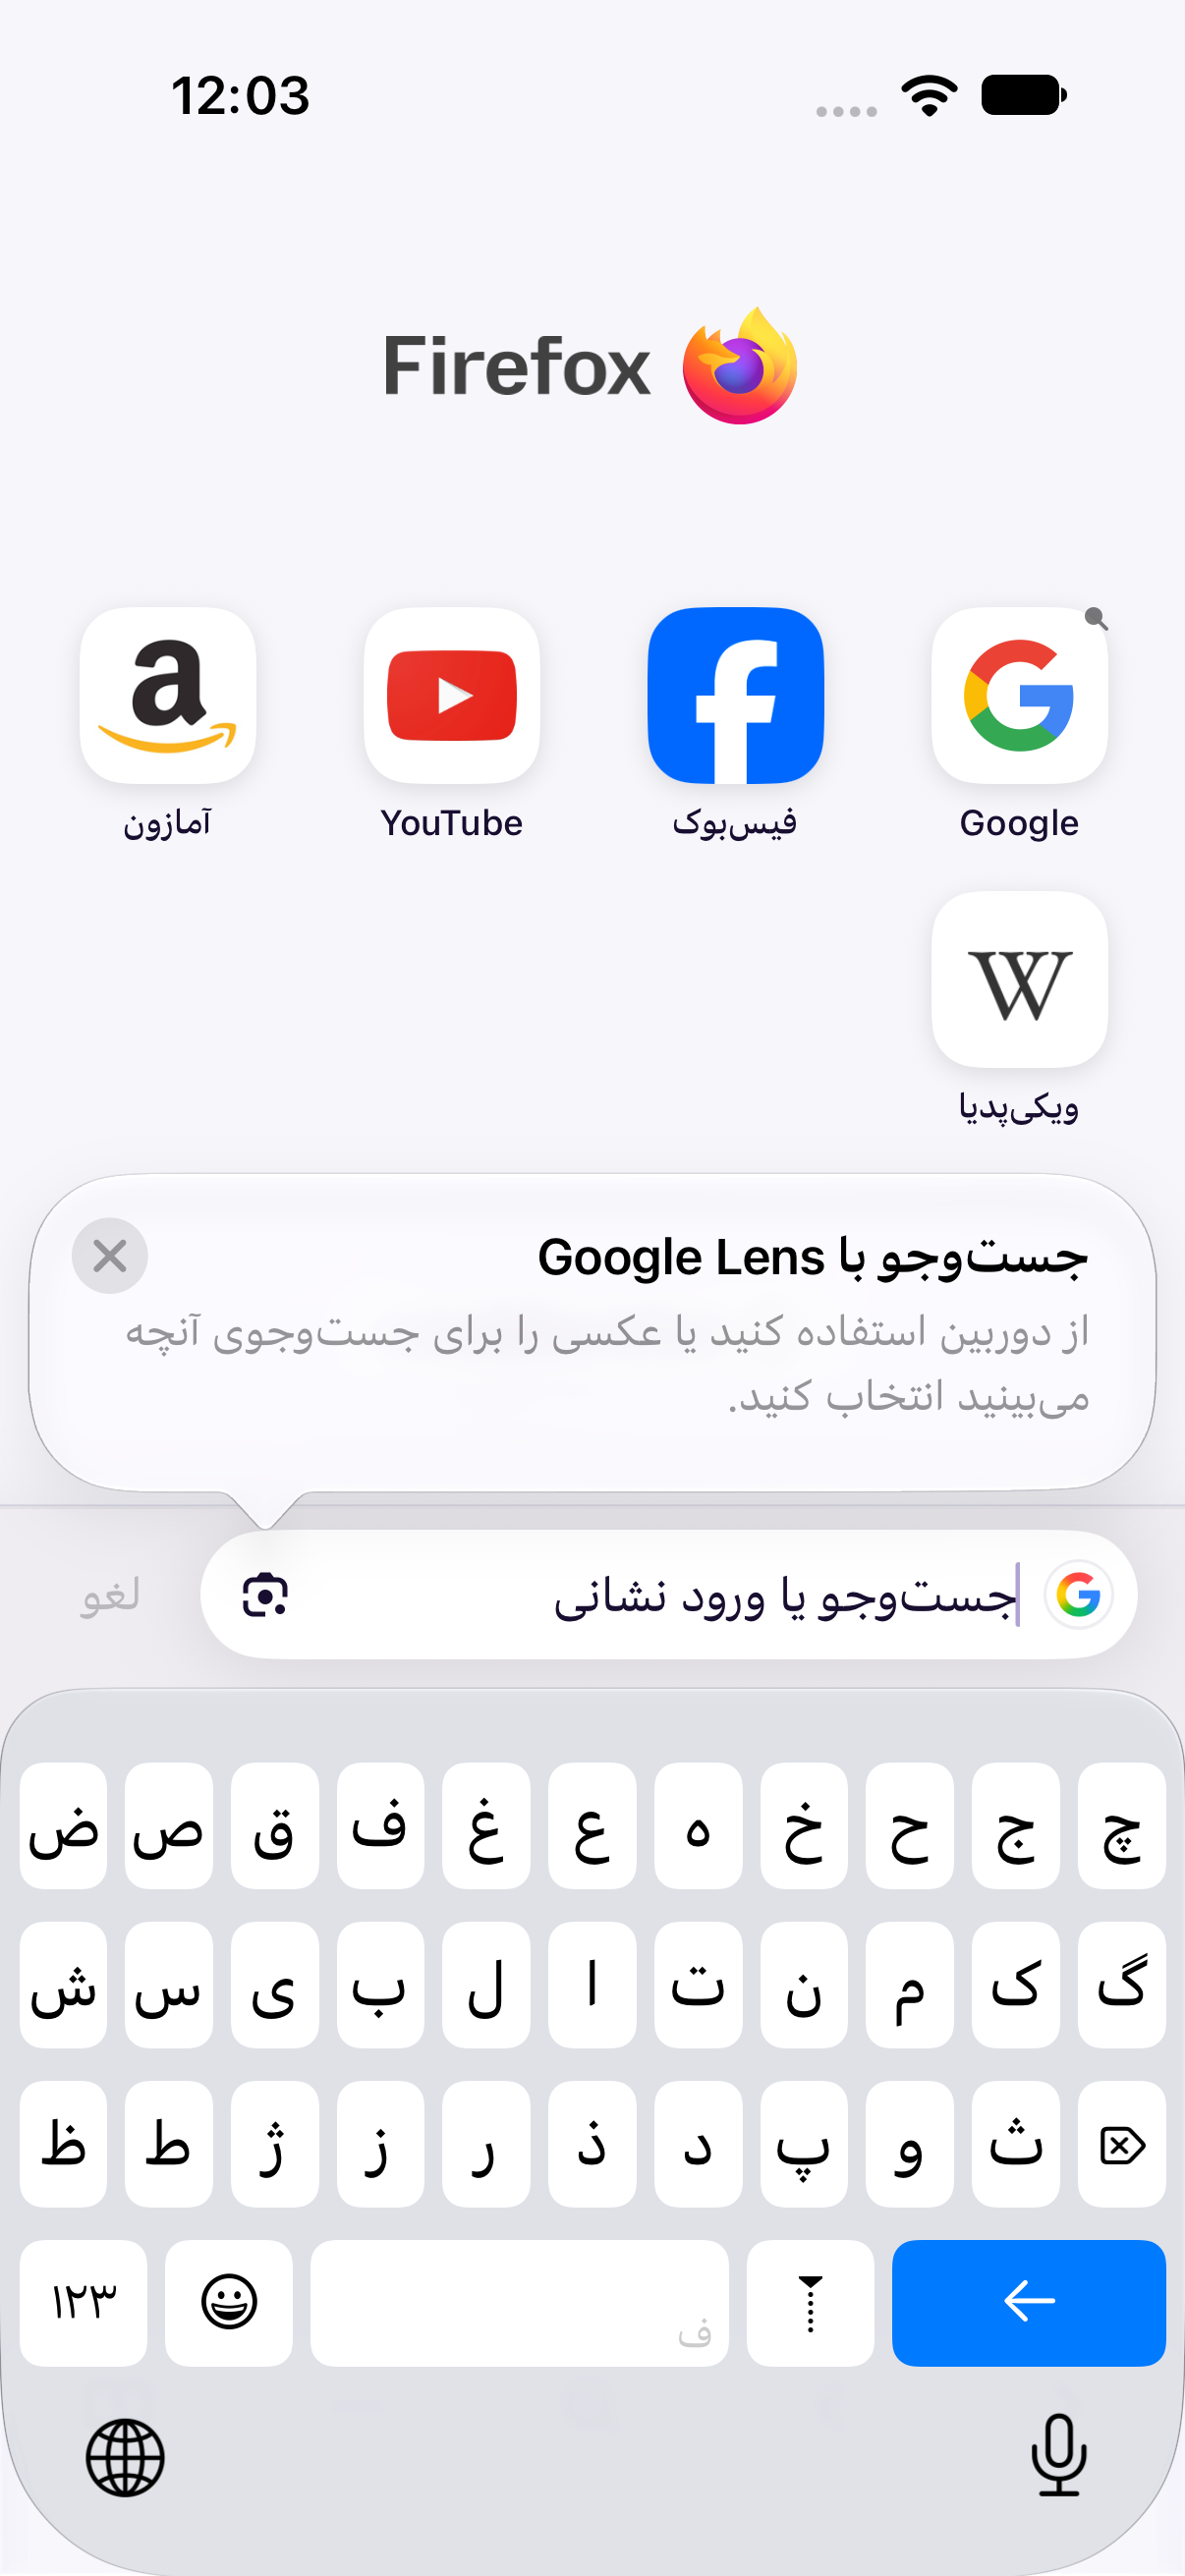 12:03
Firefox
Google
فیس‌بوک
YouTube
آمازون
ویکی‌پدیا
جست‌وجو با Google Lens
از دوربین استفاده کنید یا عکسی را برای جست‌وجوی آنچه
می‌بینید انتخاب کنید.
جست‌وجو یا ورود نشانی
لغو
ض ص ق ف غ ع ه خ ح ج چ
ش س ی ب ل ا ت ن م ک گ
ظ ط ژ ز ر ذ د پ و ث
۱۲۳
ف